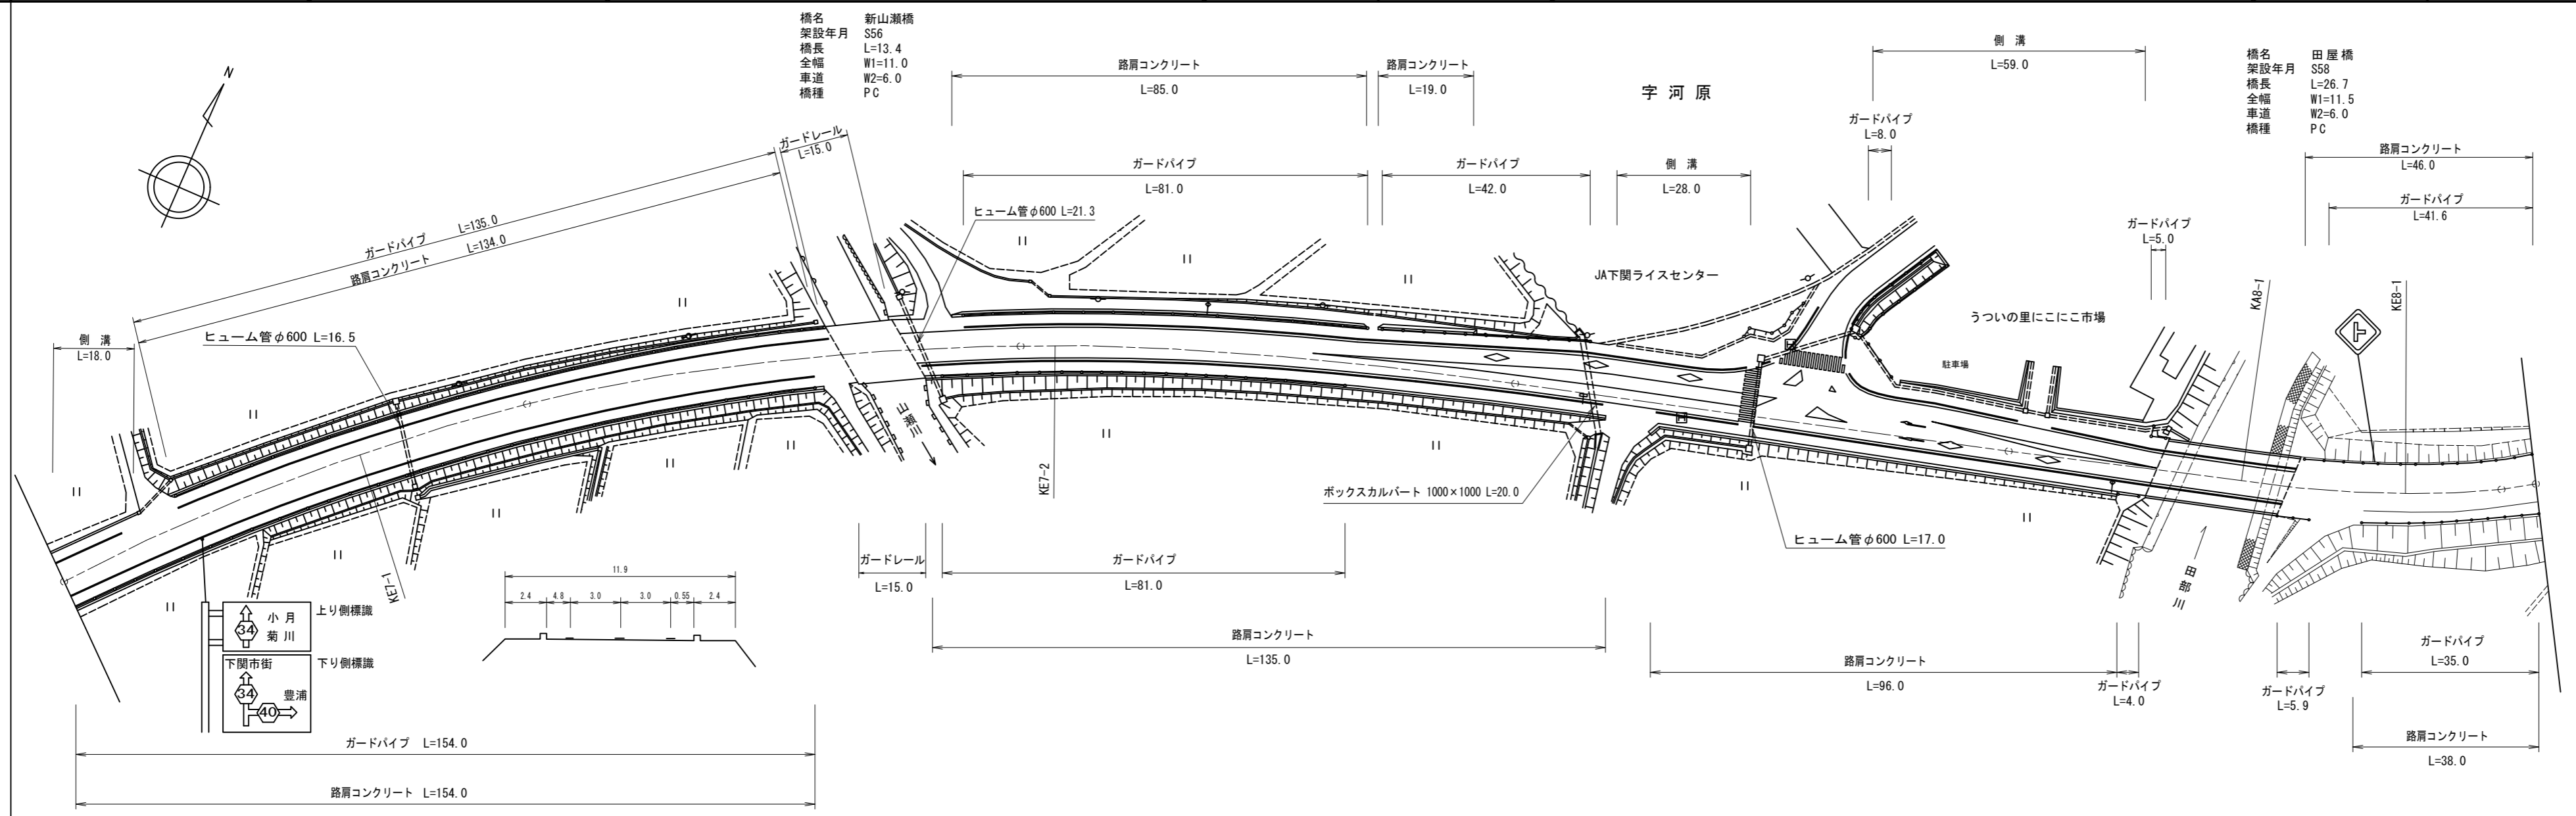 橋名 新山瀬橋
架設年月 S56
橋長 L=13.4
全幅 W1=11.0
車道 W2=6.0
橋種 PC
路肩コンクリート
L=85.0
路肩コンクリート
L=19.0
字河原
側溝
L=59.0
橋名 田屋橋
架設年月 S58
橋長 L=26.7
全幅 W1=11.5
車道 W2=6.0
橋種 PC
N
ガードレール
L=15.0
ガードパイプ
L=81.0
ガードパイプ
L=42.0
側溝
L=28.0
ガードパイプ
L=8.0
路肩コンクリート
L=46.0
ガードパイプ
L=41.6
ガードパイプ
L=5.0
ガードパイプ L=135.0
路肩コンクリート L=134.0
ヒューム管φ600 L=21.3
JA下関ライスセンター
うついの里にこにこ市場
駐車場
KA8-1
KE8-1
側溝
L=18.0
ヒューム管φ600 L=16.5
山瀬川
KE7-2
KE7-1
ボックスカルバート 1000×1000 L=20.0
ヒューム管φ600 L=17.0
田部川
ガードレール
L=15.0
ガードパイプ
L=81.0
11.9
2.4 4.8 3.0 3.0 0.55 2.4
34 小月
菊川
上り側標識
下関市街
34 豊浦
40
下り側標識
路肩コンクリート
L=135.0
路肩コンクリート
L=96.0
ガードパイプ
L=4.0
ガードパイプ
L=5.9
ガードパイプ
L=35.0
路肩コンクリート
L=38.0
ガードパイプ L=154.0
路肩コンクリート L=154.0